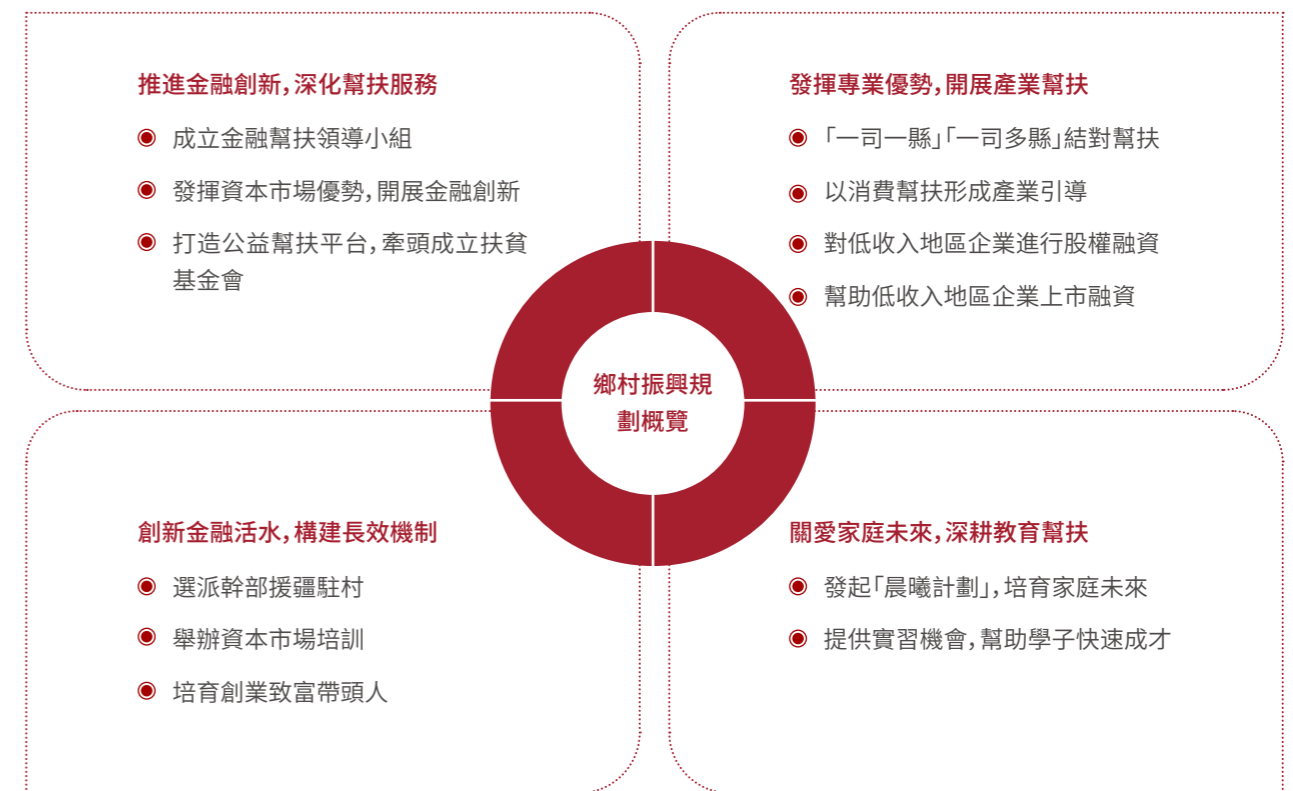 推進金融創新，深化幫扶服務
成立金融幫扶領導小組
發揮資本市場優勢，開展金融創新
打造公益幫扶平台，牽頭成立扶貧
基金會
發揮專業優勢，開展產業幫扶
「一司一縣」「一司多縣」結對幫扶
以消費幫扶形成產業引導
對低收入地區企業進行股權融資
幫助低收入地區企業上市融資
鄉村振興規
劃概覽
創新金融活水，構建長效機制
選派幹部援疆駐村
舉辦資本市場培訓
培育創業致富帶頭人
關愛家庭未來，深耕教育幫扶
發起「晨曦計劃」，培育家庭未來
提供實習機會，幫助學子快速成才